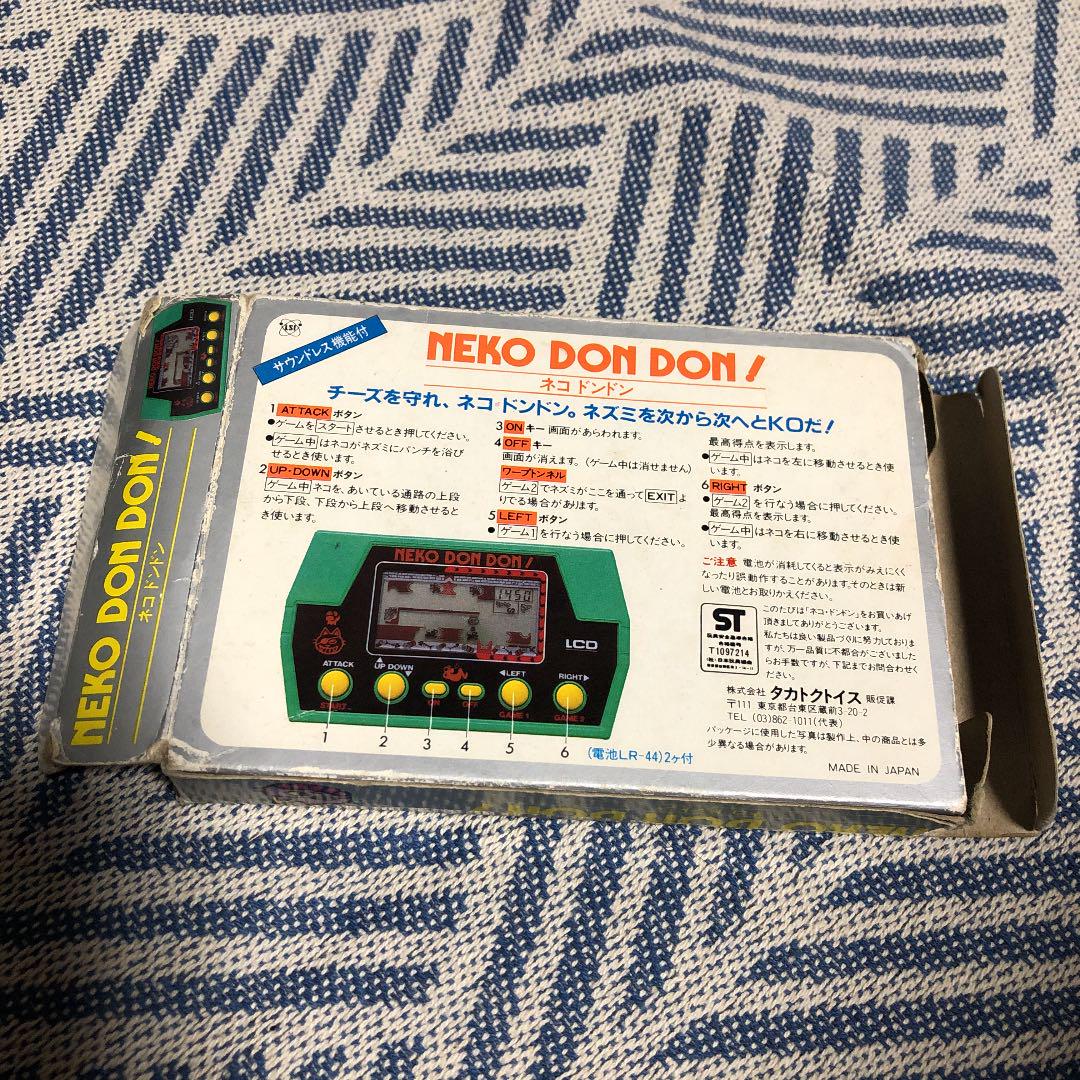 LSI
サウンドレス機能付
NEKO DON DON!
ネコ ドンドン
チーズを守れ、ネコ・ドンドン。ネズミを次から次へとKOだ!
1 ATTACK ボタン
●ゲームをスタートさせるとき押してください。
●ゲーム中はネコがネズミにパンチを浴び
せるとき使います。
2 UP・DOWN ボタン
ゲーム中ネコを、あいている通路の上段
から下段、下段から上段へ移動させると
き使います。
3 ON キー 画面があらわれます。
4 OFF キー
画面が消えます。(ゲーム中は消せません)
ワープトンネル
ゲーム2でネズミがここを通ってEXITよ
りでる場合があります。
5 LEFT ボタン
●ゲーム1を行なう場合に押してください。
最高得点を表示します。
●ゲーム中はネコを左に移動させるとき使
います。
6 RIGHT ボタン
●ゲーム2を行なう場合に押してください。
最高得点を表示します。
●ゲーム中はネコを右に移動させるとき使
います。
ご注意 電池が消耗してくると表示がみえにくく
なったり誤動作することがあります。そのときは新
しい電池とお取りかえください。
ST
T1097214
このたびは「ネコ・ドンドン」をお買いあげ
頂きましてありがとうございます。
私たちは良い製品づくりに努力しておりま
すが、万一品質に不都合がございました
らお手数ですが、下記までお問合わせく
ださい。
株式会社 タカトクトイス 販促課
〒111 東京都台東区蔵前3-20-2
TEL (03)862-1011(代表)
パッケージに使用した写真は製作上、中の商品とは多
少異なる場合があります。
MADE IN JAPAN
NEKO DON DON!
1450
LCD
ATTACK
START
UP DOWN
ON
OFF
◀LEFT
GAME 1
RIGHT▶
GAME 2
1 2 3 4 5 6
(電池LR-44)2ヶ付
NEKO DON DON!
ネコ ドンドン
NEKO DON DON!